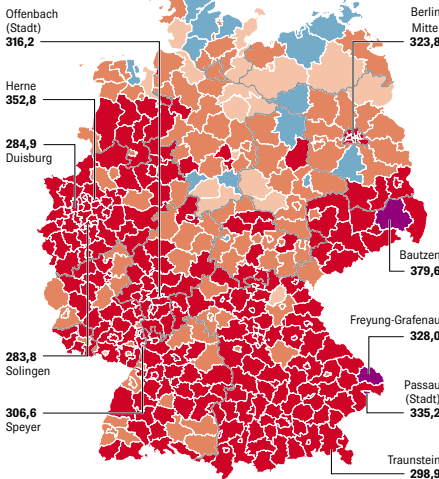 Offenbach
(Stadt)
316,2
Herne
352,8
284,9
Duisburg
283,8
Solingen
306,6
Speyer
Berlin
Mitte
323,8
Bautzen
379,6
Freyung-Grafenau
328,0
Passau
(Stadt)
335,2
Traunstein
298,9